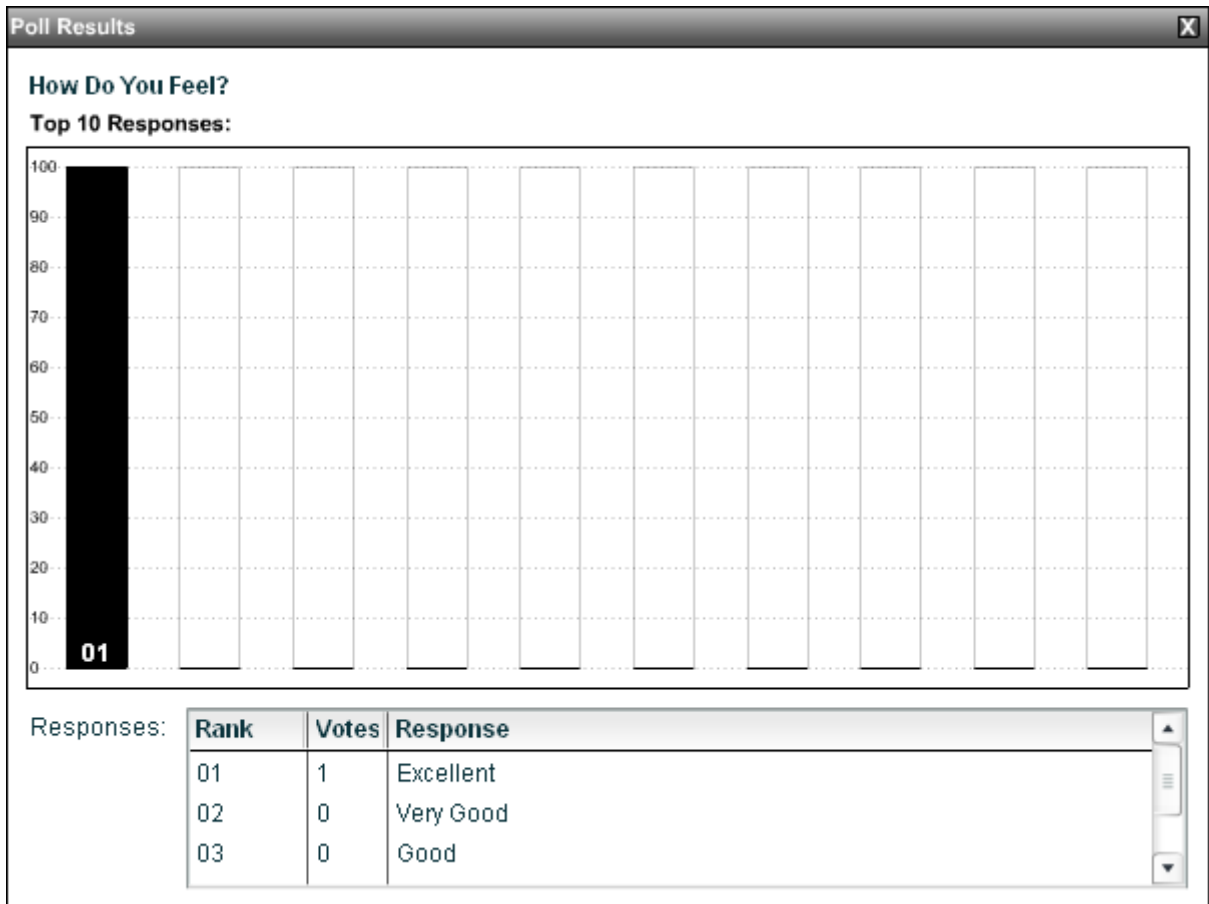 Poll Results X
How Do You Feel?
Top 10 Responses:
100
90
80
70
60
50
40
30
20
10
0
01
Responses:
Rank Votes Response
01 1 Excellent
02 0 Very Good
03 0 Good